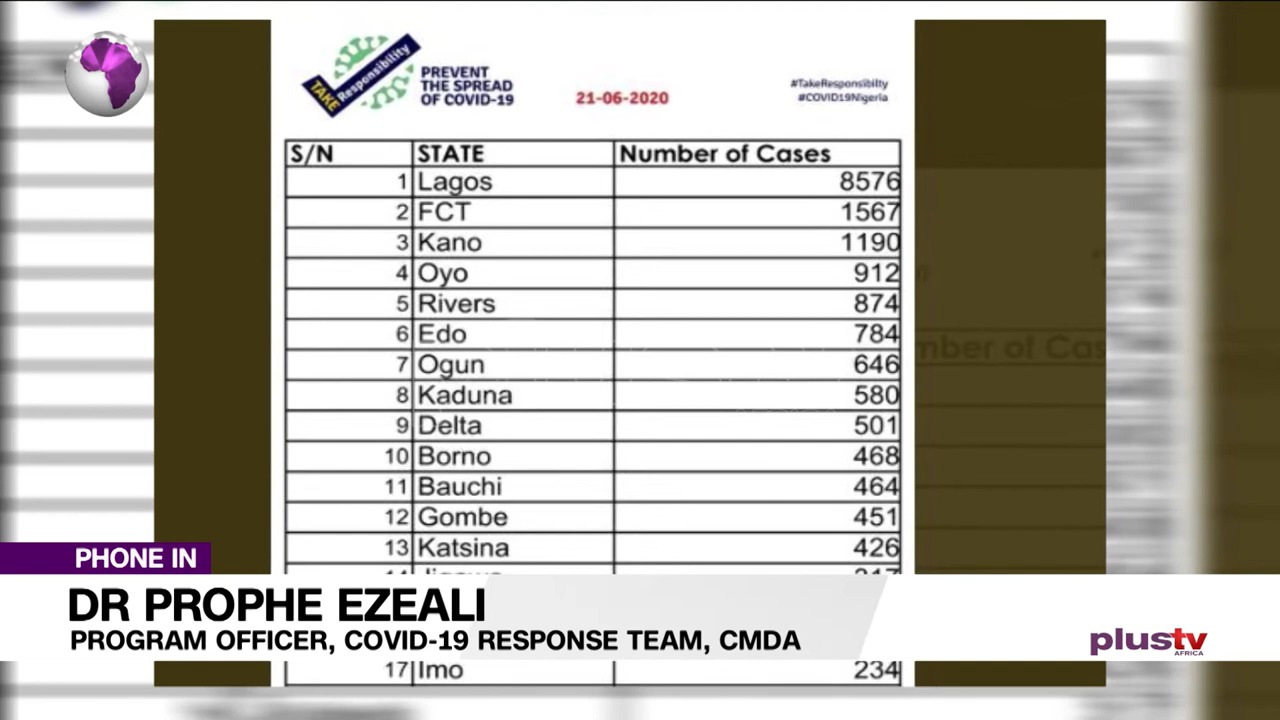 TAKE Responsibility
PREVENT
THE SPREAD
OF COVID-19
21-06-2020
#TakeResponsibilty
#COVID19Nigeria
S/N STATE Number of Cases
1 Lagos 8576
2 FCT 1567
3 Kano 1190
4 Oyo 912
5 Rivers 874
6 Edo 784
7 Ogun 646
8 Kaduna 580
9 Delta 501
10 Borno 468
11 Bauchi 464
12 Gombe 451
13 Katsina 426
17 Imo 234
PHONE IN
DR PROPHE EZEALI
PROGRAM OFFICER, COVID-19 RESPONSE TEAM, CMDA
plustv
AFRICA